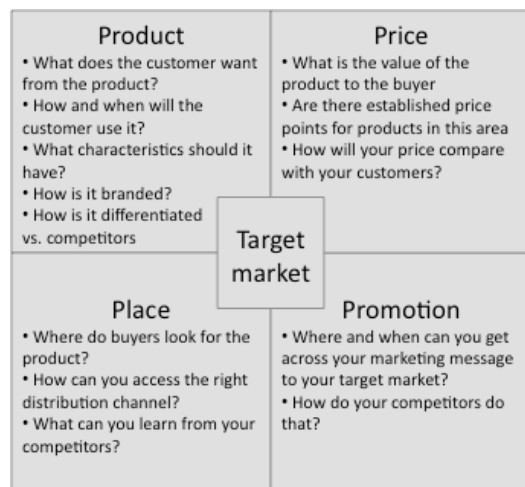 Product
• What does the customer want
from the product?
• How and when will the
customer use it?
• What characteristics should it
have?
• How is it branded?
• How is it differentiated
vs. competitors
Price
• What is the value of the
product to the buyer
• Are there established price
points for products in this area
• How will your price compare
with your customers?
Target
market
Place
• Where do buyers look for the
product?
• How can you access the right
distribution channel?
• What can you learn from your
competitors?
Promotion
• Where and when can you get
across your marketing message
to your target market?
• How do your competitors do
that?